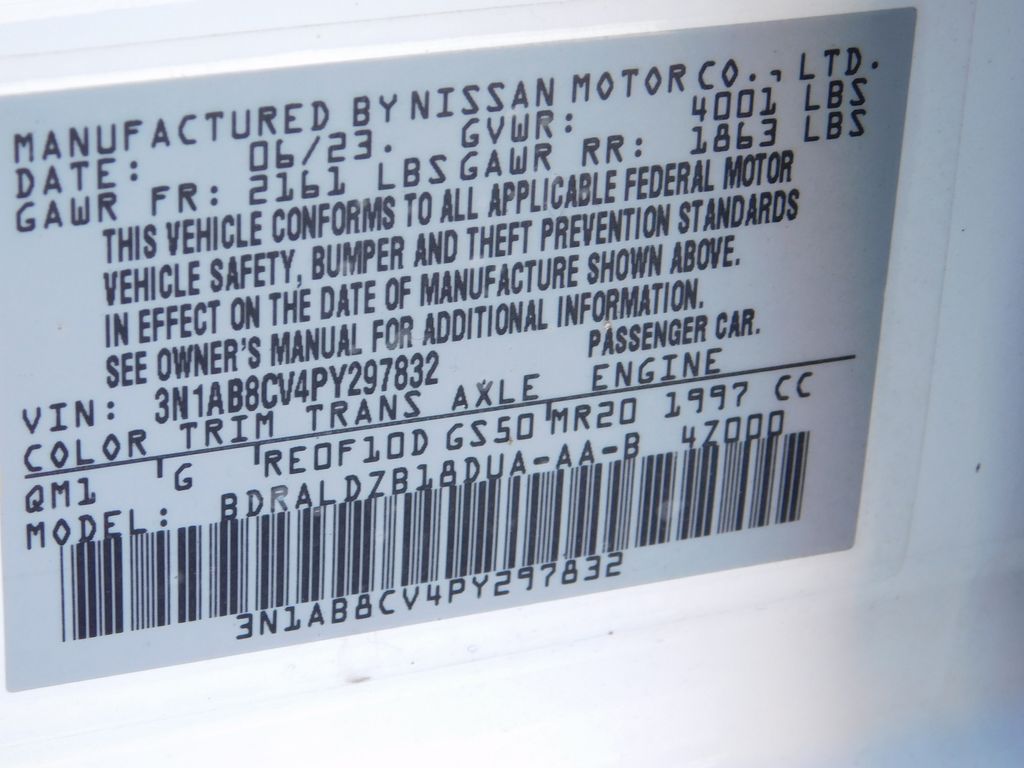 MANUFACTURED BY NISSAN MOTOR CO., LTD.
DATE: 06/23. GVWR: 4001 LBS
GAWR FR: 2161 LBS GAWR RR: 1863 LBS
THIS VEHICLE CONFORMS TO ALL APPLICABLE FEDERAL MOTOR
VEHICLE SAFETY, BUMPER AND THEFT PREVENTION STANDARDS
IN EFFECT ON THE DATE OF MANUFACTURE SHOWN ABOVE.
SEE OWNER'S MANUAL FOR ADDITIONAL INFORMATION.
VIN: 3N1AB8CV4PY297832 PASSENGER CAR.
COLOR TRIM TRANS AXLE ENGINE
QM1 G RE0F10D GS50 MR20 1997 CC
MODEL: BDRALDZB18DUA-AA-B 47000
3N1AB8CV4PY297832